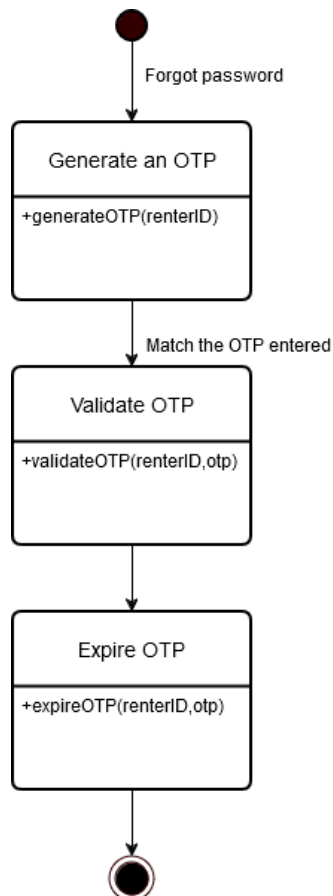 Forgot password
Generate an OTP
+generateOTP(renterID)
Match the OTP entered
Validate OTP
+validateOTP(renterID,otp)
Expire OTP
+expireOTP(renterID,otp)